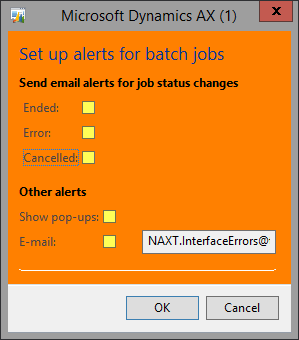 Microsoft Dynamics AX (1)
Set up alerts for batch jobs
Send email alerts for job status changes
Ended:
Error:
Cancelled:
Other alerts
Show pop-ups:
E-mail: NAXT.InterfaceErrors@
OK Cancel